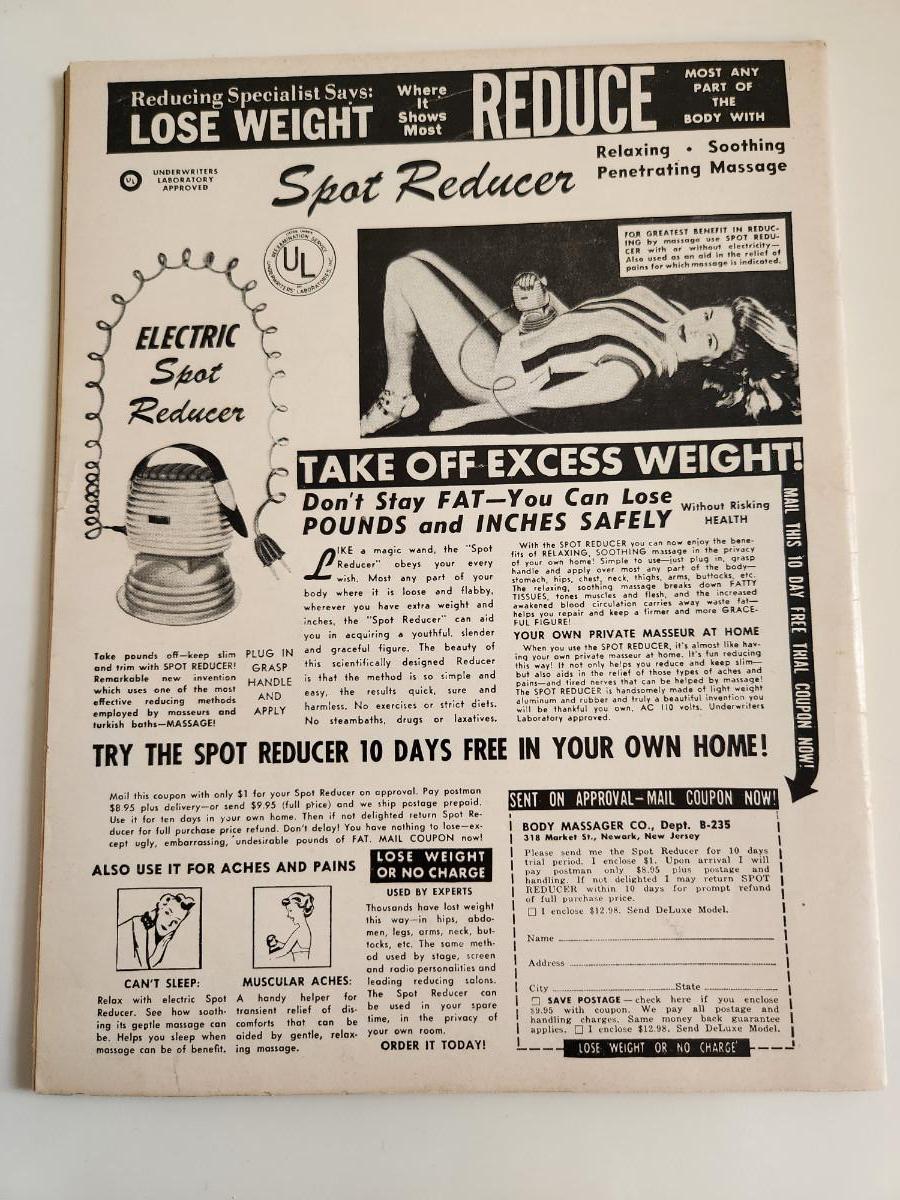 Reducing Specialist Says:
LOSE WEIGHT
Where
It
Shows
Most
REDUCE
MOST ANY
PART OF
THE
BODY WITH
UL
UNDERWRITERS
LABORATORY
APPROVED
Spot Reducer
Relaxing • Soothing
Penetrating Massage
UL
FOR GREATEST BENEFIT IN REDUC-
ING by massage use SPOT REDU-
CER with or without electricity—
Also used as an aid in the relief of
pains for which massage is indicated.
ELECTRIC
Spot
Reducer
TAKE OFF EXCESS WEIGHT!
Don't Stay FAT—You Can Lose
POUNDS and INCHES SAFELY
Without Risking
HEALTH
LIKE a magic wand, the "Spot
Reducer" obeys your every
wish. Most any part of your
body where it is loose and flabby,
wherever you have extra weight and
inches, the "Spot Reducer" can aid
you in acquiring a youthful, slender
and graceful figure. The beauty of
this scientifically designed Reducer
is that the method is so simple and
easy, the results quick, sure and
harmless. No exercises or strict diets.
No steambaths, drugs or laxatives.
With the SPOT REDUCER you can now enjoy the bene-
fits of RELAXING, SOOTHING massage in the privacy
of your own home! Simple to use—just plug in, grasp
handle and apply over most any part of the body—
stomach, hips, chest, neck, thighs, arms, buttocks, etc.
The relaxing, soothing massage breaks down FATTY
TISSUES, tones muscles and flesh, and the increased
awakened blood circulation carries away waste fat—
helps you repair and keep a firmer and more GRACE-
FUL FIGURE!
YOUR OWN PRIVATE MASSEUR AT HOME
When you use the SPOT REDUCER, it's almost like hav-
ing your own private masseur at home. It's fun reducing
this way! It not only helps you reduce and keep slim—
but also aids in the relief of those types of aches and
pains—and tired nerves that can be helped by massage!
The SPOT REDUCER is handsomely made of light weight
aluminum and rubber and truly a beautiful invention you
will be thankful you own. AC 110 volts. Underwriters
Laboratory approved.
MAIL THIS 10 DAY FREE TRIAL COUPON NOW!
Take pounds off—keep slim
and trim with SPOT REDUCER!
Remarkable new invention
which uses one of the most
effective reducing methods
employed by masseurs and
turkish baths—MASSAGE!
PLUG IN
GRASP
HANDLE
AND
APPLY
TRY THE SPOT REDUCER 10 DAYS FREE IN YOUR OWN HOME!
Mail this coupon with only $1 for your Spot Reducer on approval. Pay postman
$8.95 plus delivery—or send $9.95 (full price) and we ship postage prepaid.
Use it for ten days in your own home. Then if not delighted return Spot Re-
ducer for full purchase price refund. Don't delay! You have nothing to lose—ex-
cept ugly, embarrassing, undesirable pounds of FAT. MAIL COUPON now!
ALSO USE IT FOR ACHES AND PAINS
CAN'T SLEEP:
Relax with electric Spot
Reducer. See how sooth-
ing its gentle massage can
be. Helps you sleep when
massage can be of benefit.
MUSCULAR ACHES:
A handy helper for
transient relief of dis-
comforts that can be
aided by gentle, relax-
ing massage.
LOSE WEIGHT
OR NO CHARGE
USED BY EXPERTS
Thousands have lost weight
this way—in hips, abdo-
men, legs, arms, neck, but-
tocks, etc. The same meth-
od used by stage, screen
and radio personalities and
leading reducing salons.
The Spot Reducer can
be used in your spare
time, in the privacy of
your own room.
ORDER IT TODAY!
SENT ON APPROVAL—MAIL COUPON NOW!
BODY MASSAGER CO., Dept. B-235
318 Market St., Newark, New Jersey
Please send me the Spot Reducer for 10 days
trial period. I enclose $1. Upon arrival I will
pay postman only $8.95 plus postage and
handling. If not delighted I may return SPOT
REDUCER within 10 days for prompt refund
of full purchase price.
☐ I enclose $12.98. Send DeLuxe Model.
Name
Address
City State
☐ SAVE POSTAGE — check here if you enclose
$9.95 with coupon. We pay all postage and
handling charges. Same money back guarantee
applies. ☐ I enclose $12.98. Send DeLuxe Model.
LOSE WEIGHT OR NO CHARGE